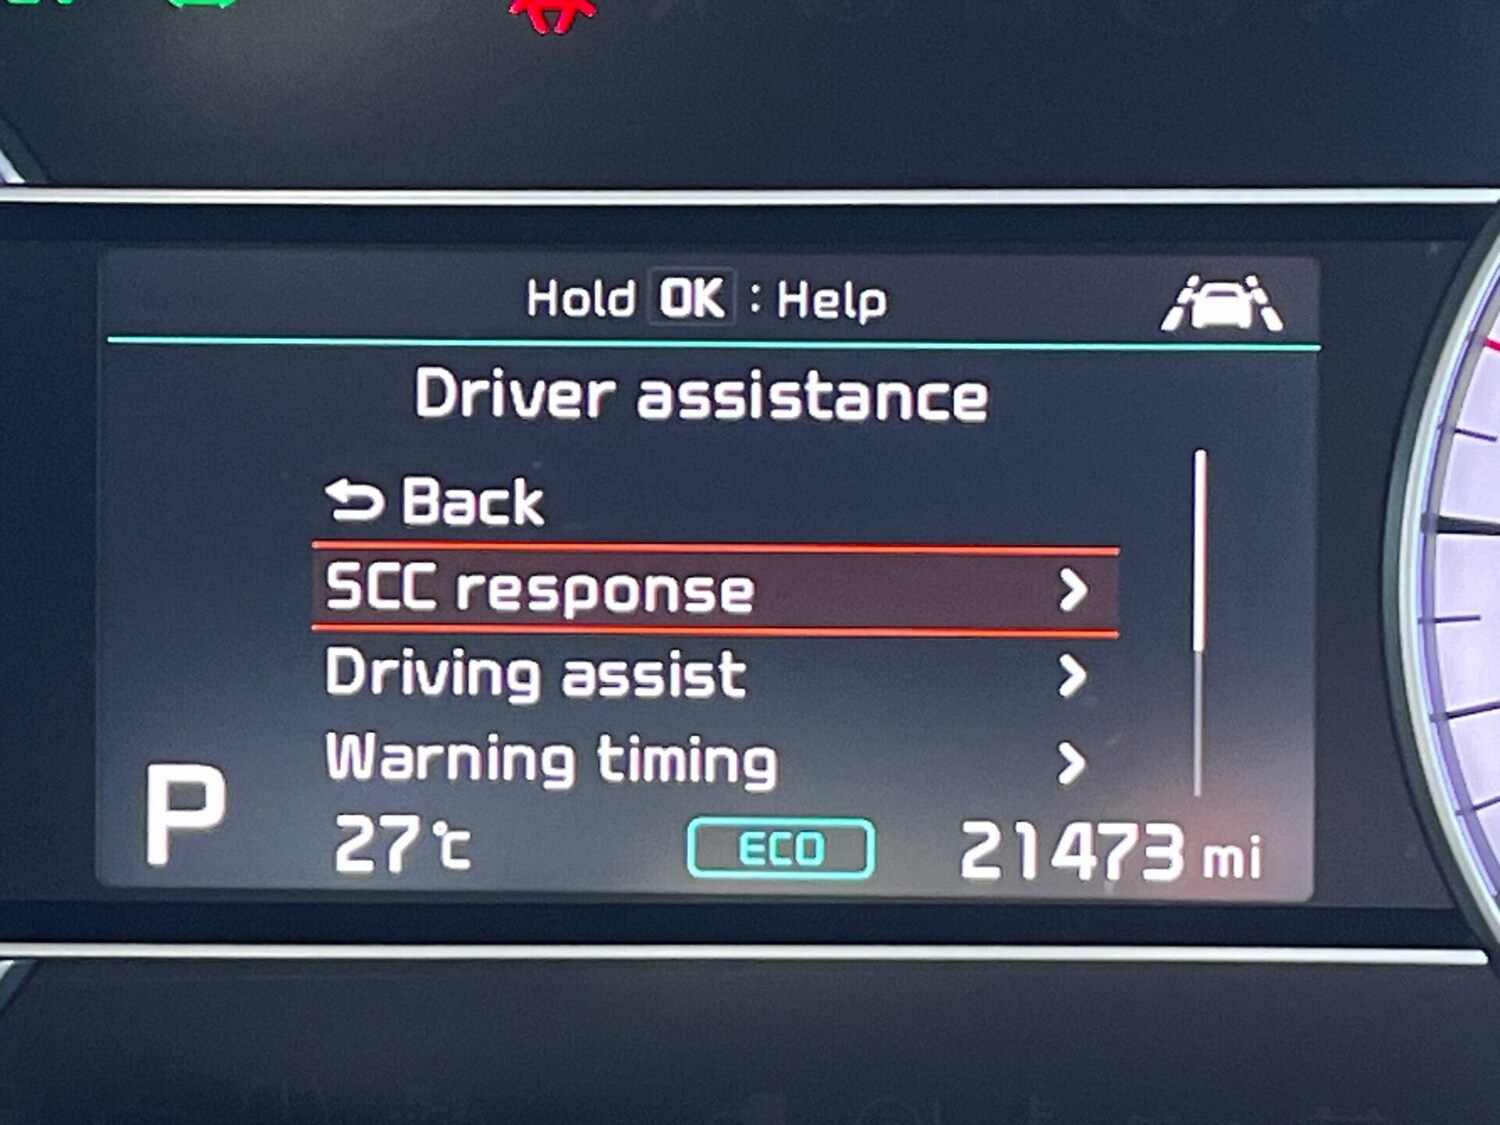 Hold OK : Help
Driver assistance
Back
SCC response
Driving assist
Warning timing
P
27℃
ECO
21473 mi